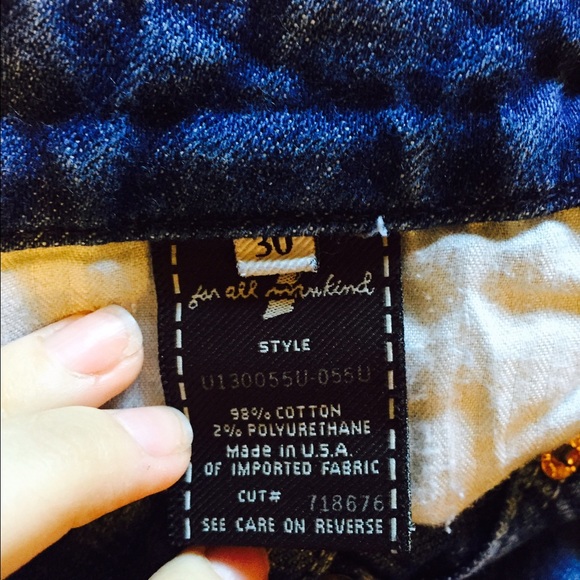 30
for all mankind
STYLE
U130055U-055U
98% COTTON
2% POLYURETHANE
Made in U.S.A.
OF IMPORTED FABRIC
CUT# 718676
SEE CARE ON REVERSE